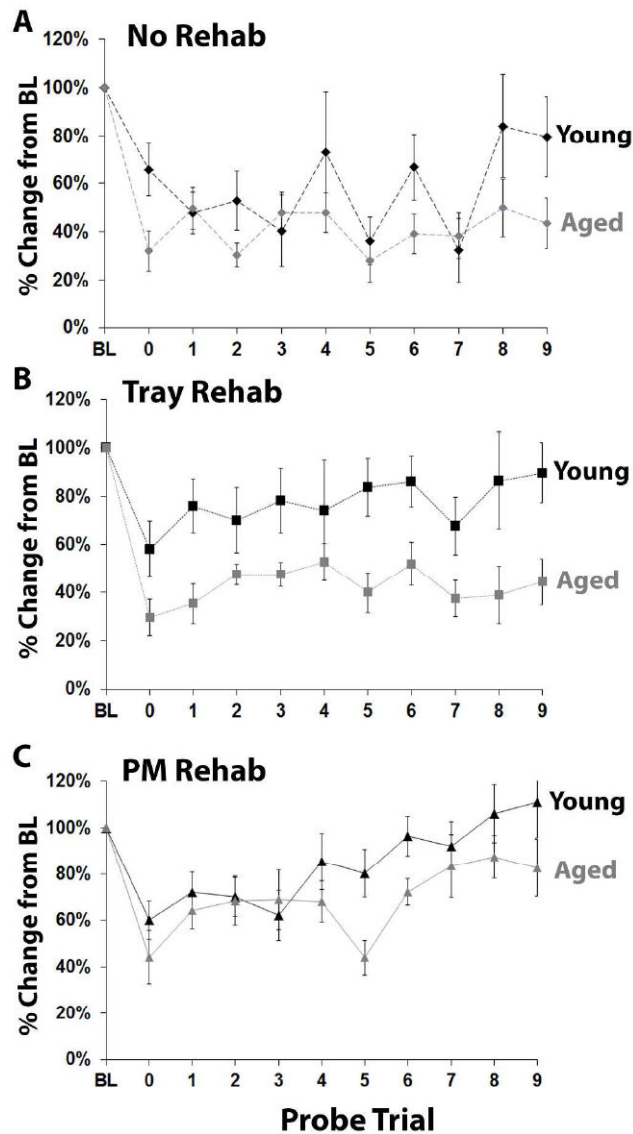 A
No Rehab
120%
100%
80%
60%
40%
20%
0%
% Change from BL
Young
Aged
BL 0 1 2 3 4 5 6 7 8 9
B
Tray Rehab
120%
100%
80%
60%
40%
20%
0%
% Change from BL
Young
Aged
BL 0 1 2 3 4 5 6 7 8 9
C
PM Rehab
120%
100%
80%
60%
40%
20%
0%
% Change from BL
Young
Aged
BL 0 1 2 3 4 5 6 7 8 9
Probe Trial